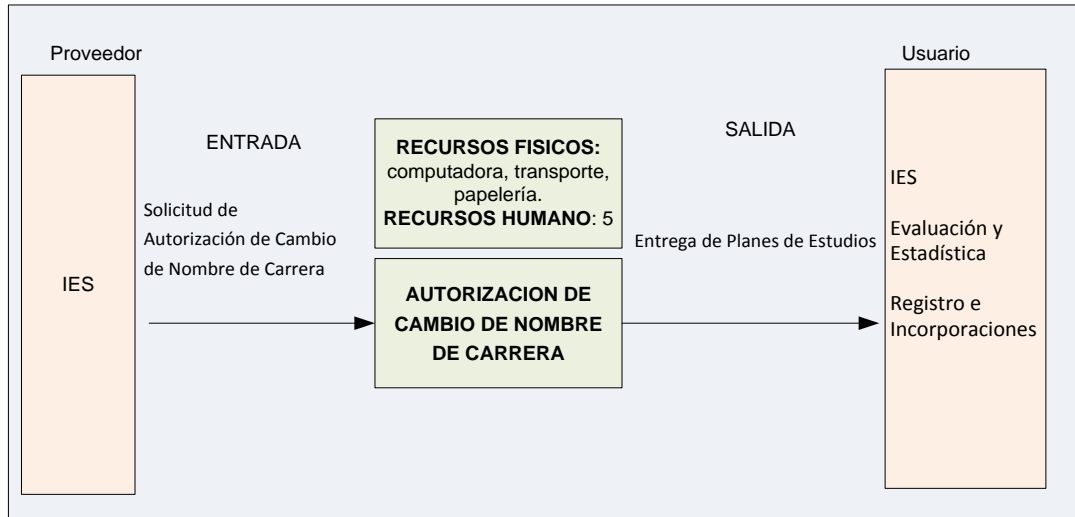 Proveedor
Usuario
IES
ENTRADA
Solicitud de
Autorización de Cambio
de Nombre de Carrera
RECURSOS FISICOS:
computadora, transporte,
papelería.
RECURSOS HUMANO: 5
AUTORIZACION DE
CAMBIO DE NOMBRE
DE CARRERA
SALIDA
Entrega de Planes de Estudios
IES
Evaluación y
Estadística
Registro e
Incorporaciones